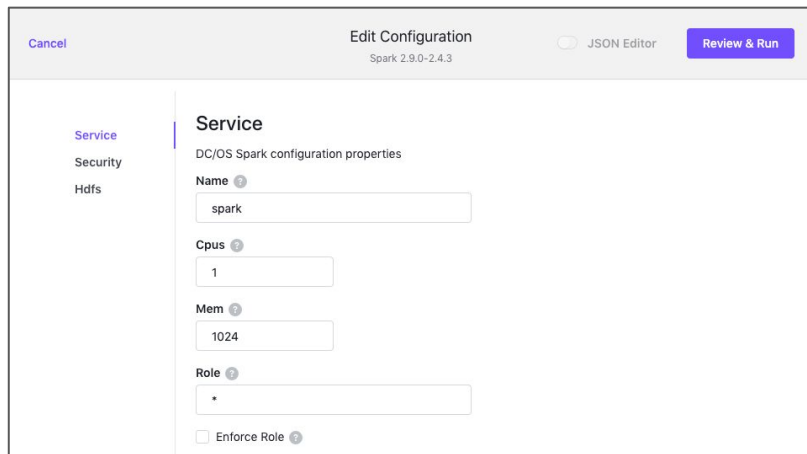 Cancel
Edit Configuration
Spark 2.9.0-2.4.3
JSON Editor
Review & Run
Service
Security
Hdfs
Service
DC/OS Spark configuration properties
Name ?
spark
Cpus ?
1
Mem ?
1024
Role ?
*
Enforce Role ?